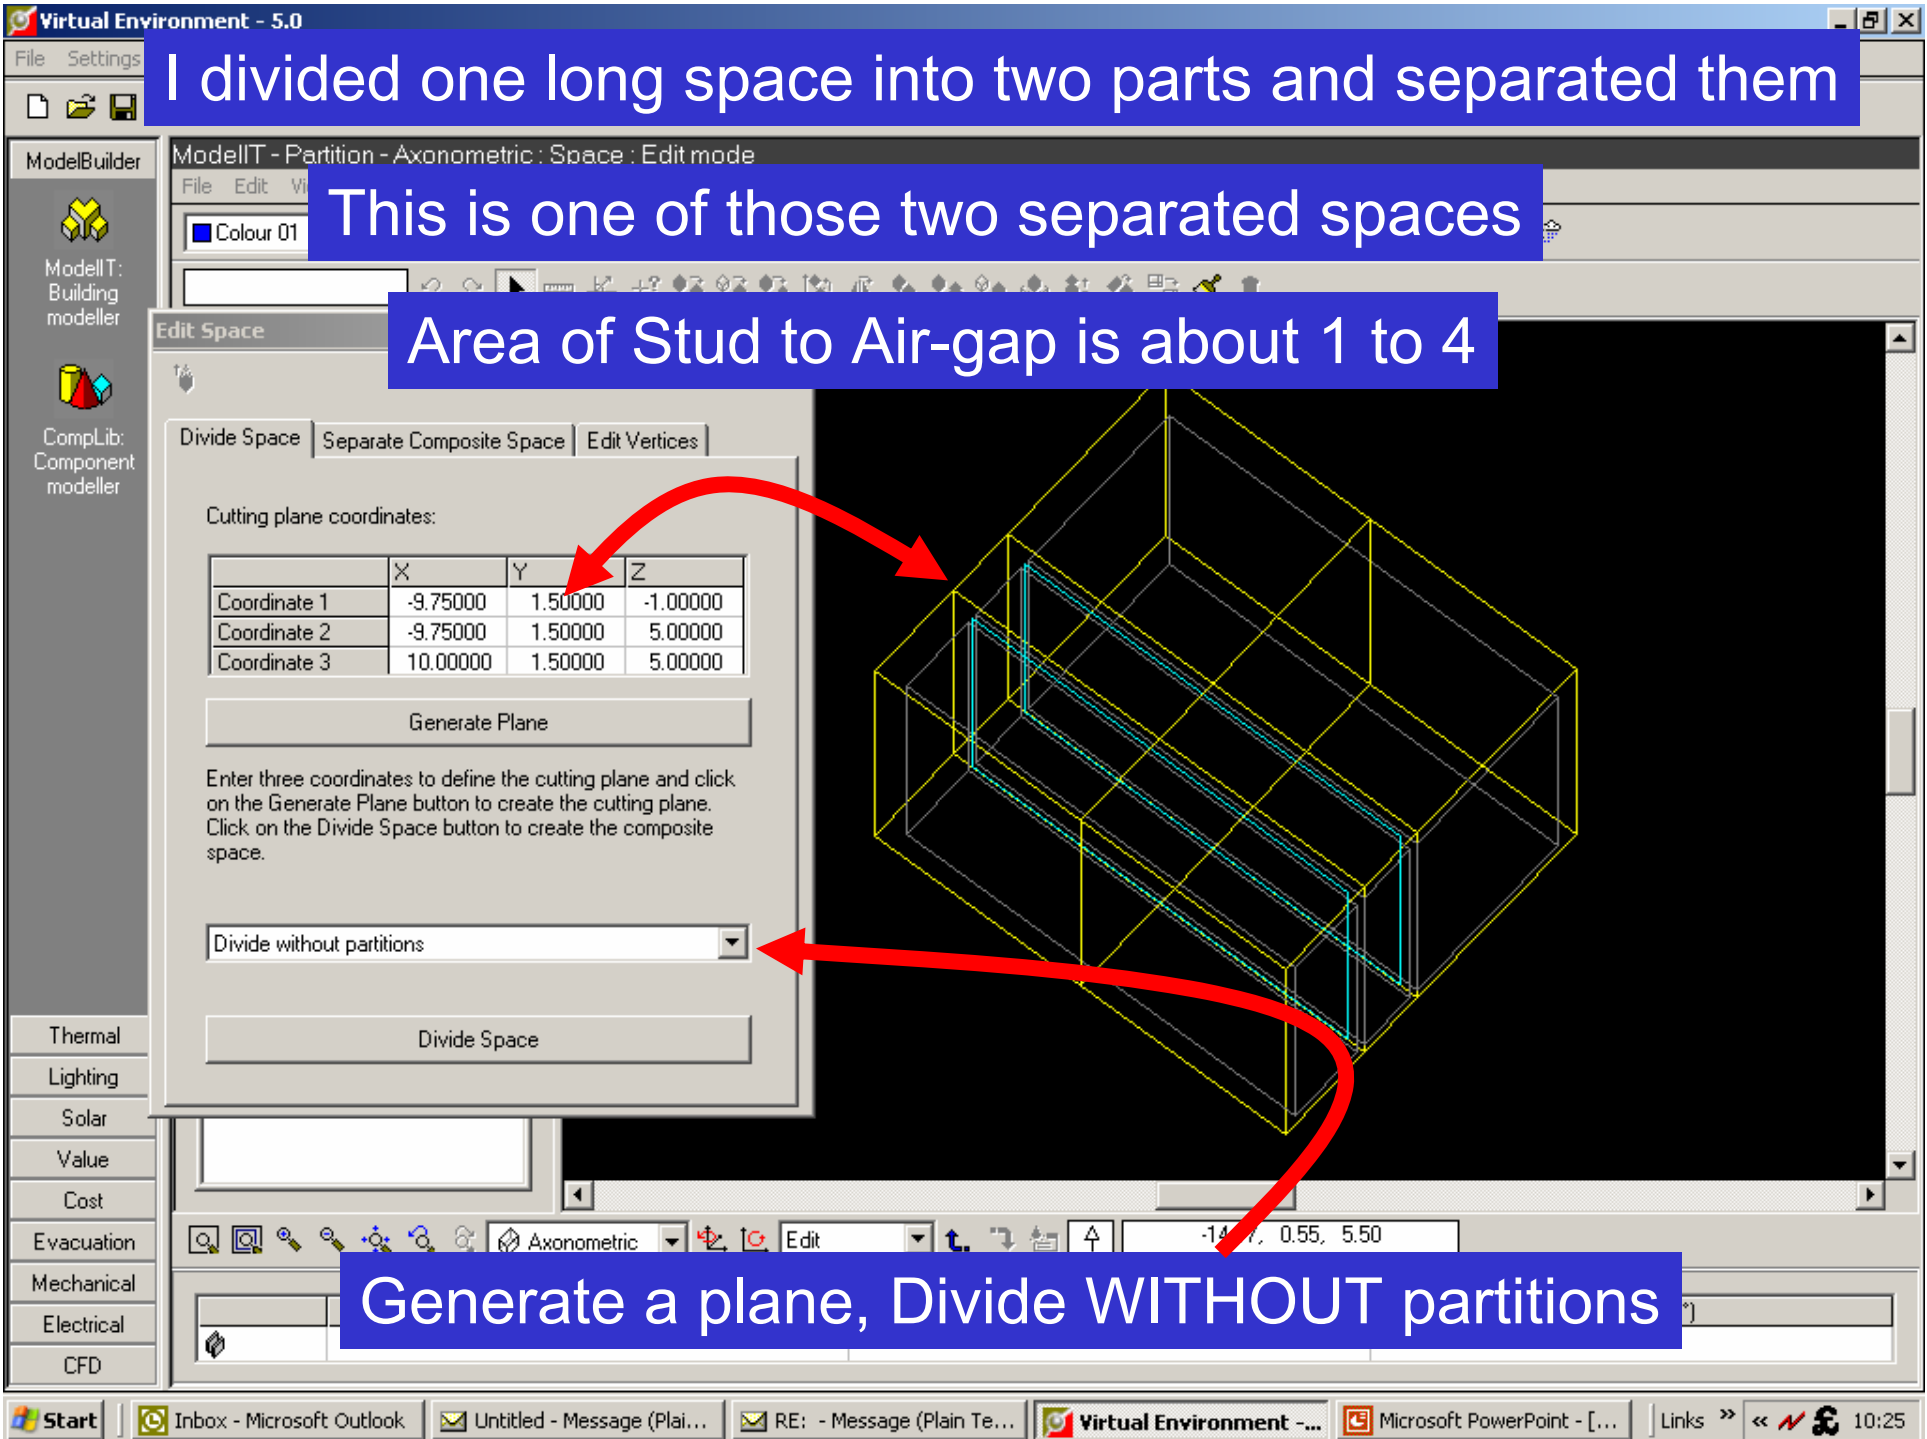 Virtual Environment - 5.0
File Settings
I divided one long space into two parts and separated them
ModelBuilder
ModelIT - Partition - Axonometric : Space : Edit mode
File Edit
This is one of those two separated spaces
Colour 01
ModelIT:
Building
modeller
Area of Stud to Air-gap is about 1 to 4
Edit Space
CompLib:
Component
modeller
Divide Space Separate Composite Space Edit Vertices
Cutting plane coordinates:
X Y Z
Coordinate 1 -9.75000 1.50000 -1.00000
Coordinate 2 -9.75000 1.50000 5.00000
Coordinate 3 10.00000 1.50000 5.00000
Generate Plane
Enter three coordinates to define the cutting plane and click
on the Generate Plane button to create the cutting plane.
Click on the Divide Space button to create the composite
space.
Divide without partitions
Divide Space
Thermal
Lighting
Solar
Value
Cost
Evacuation
Mechanical
Electrical
CFD
Axonometric Edit 0.55, 5.50
Generate a plane, Divide WITHOUT partitions
Start Inbox - Microsoft Outlook Untitled - Message (Plai... RE: - Message (Plain Te... Virtual Environment -... Microsoft PowerPoint - [... Links » « 10:25